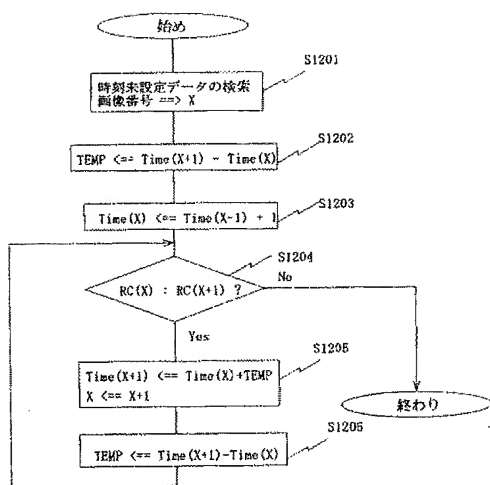 始め
S1201
時刻未設定データの検索
画像番号 ==> X
S1202
TEMP <== Time(X+1) - Time(X)
S1203
Time(X) <== Time(X-1) + 1
S1204
RC(X) : RC(X+1) ?
No
Yes
S1205
Time(X+1) <== Time(X)+TEMP
X <== X+1
終わり
S1206
TEMP <== Time(X+1)-Time(X)